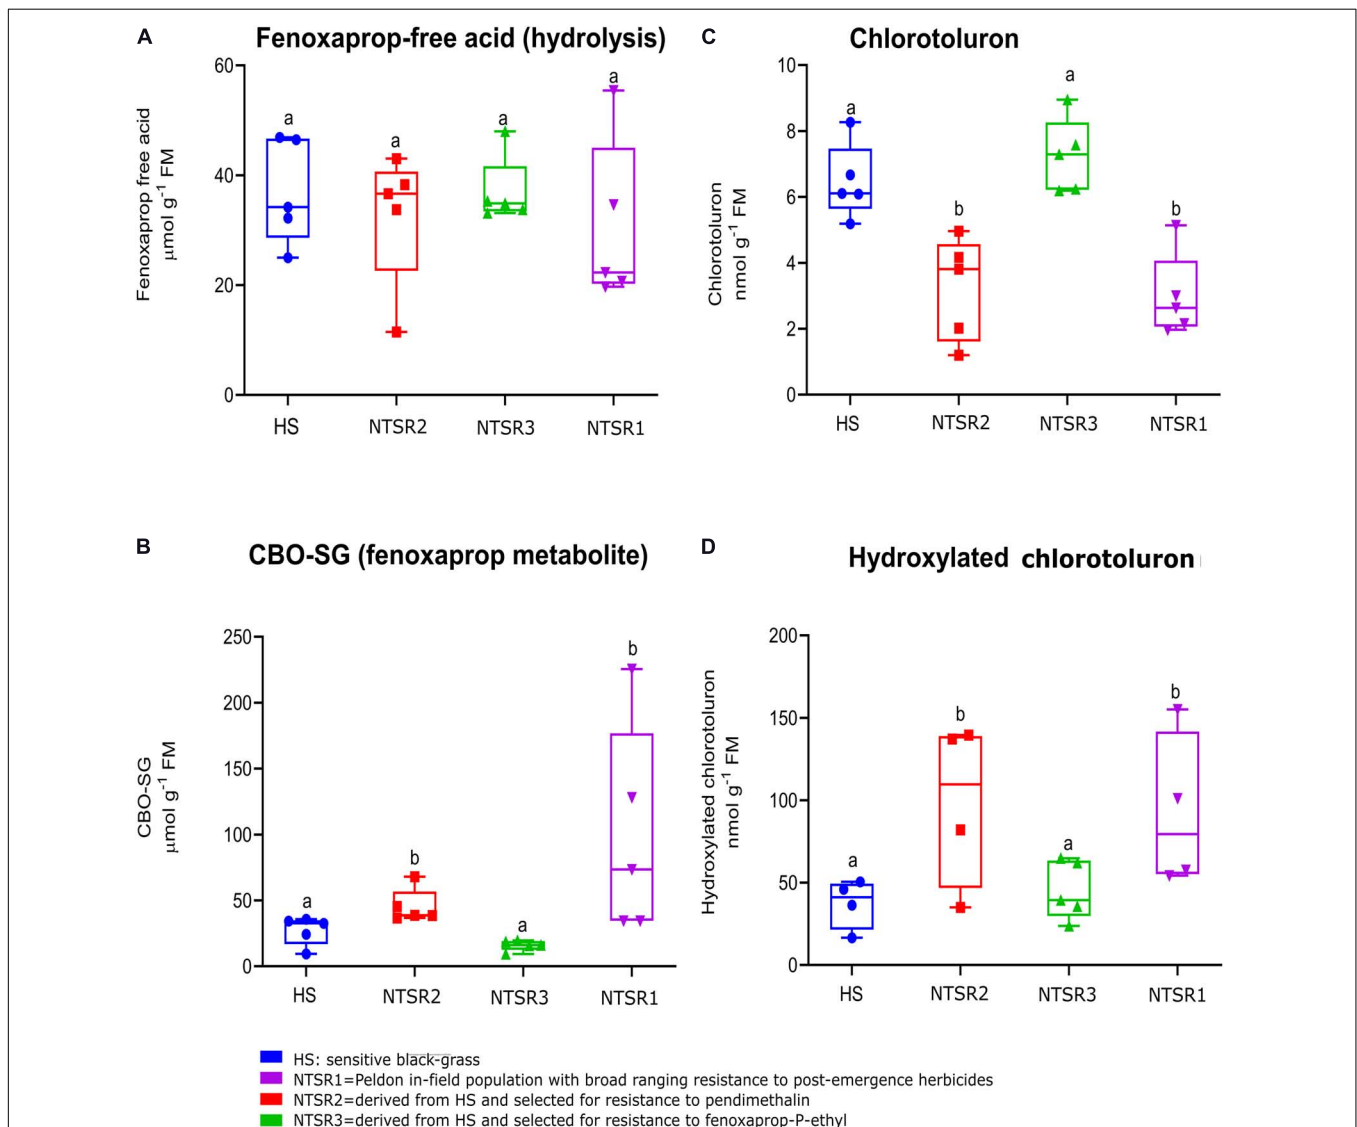 A
Fenoxaprop-free acid (hydrolysis)
Fenoxaprop free acid
μmol g⁻¹ FM
60
40
20
0
a
a
a
a
HS
NTSR2
NTSR3
NTSR1
C
Chlorotoluron
Chlorotoluron
nmol g⁻¹ FM
10
8
6
4
2
0
a
b
a
b
HS
NTSR2
NTSR3
NTSR1
B
CBO-SG (fenoxaprop metabolite)
CBO-SG
μmol g⁻¹ FM
250
200
150
100
50
0
a
b
a
b
HS
NTSR2
NTSR3
NTSR1
D
Hydroxylated chlorotoluron
Hydroxylated chlorotoluron
nmol g⁻¹ FM
200
150
100
50
0
a
b
a
b
HS
NTSR2
NTSR3
NTSR1
HS: sensitive black-grass
NTSR1=Peldon in-field population with broad ranging resistance to post-emergence herbicides
NTSR2=derived from HS and selected for resistance to pendimethalin
NTSR3=derived from HS and selected for resistance to fenoxaprop-P-ethyl